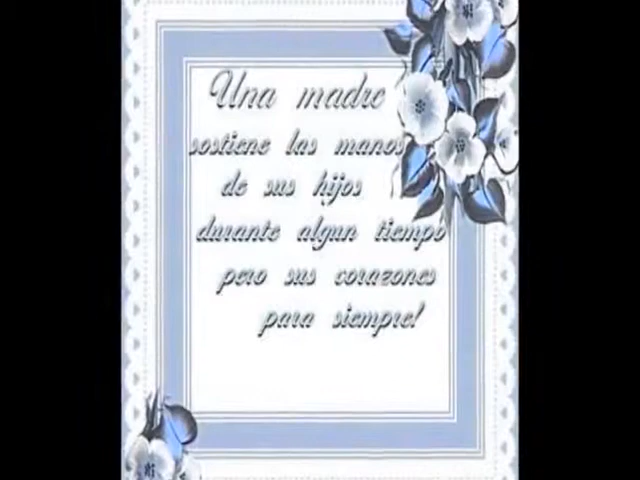 Una madre
sostiene las manos
de sus hijos
durante algun tiempo
pero sus corazones
para siempre!